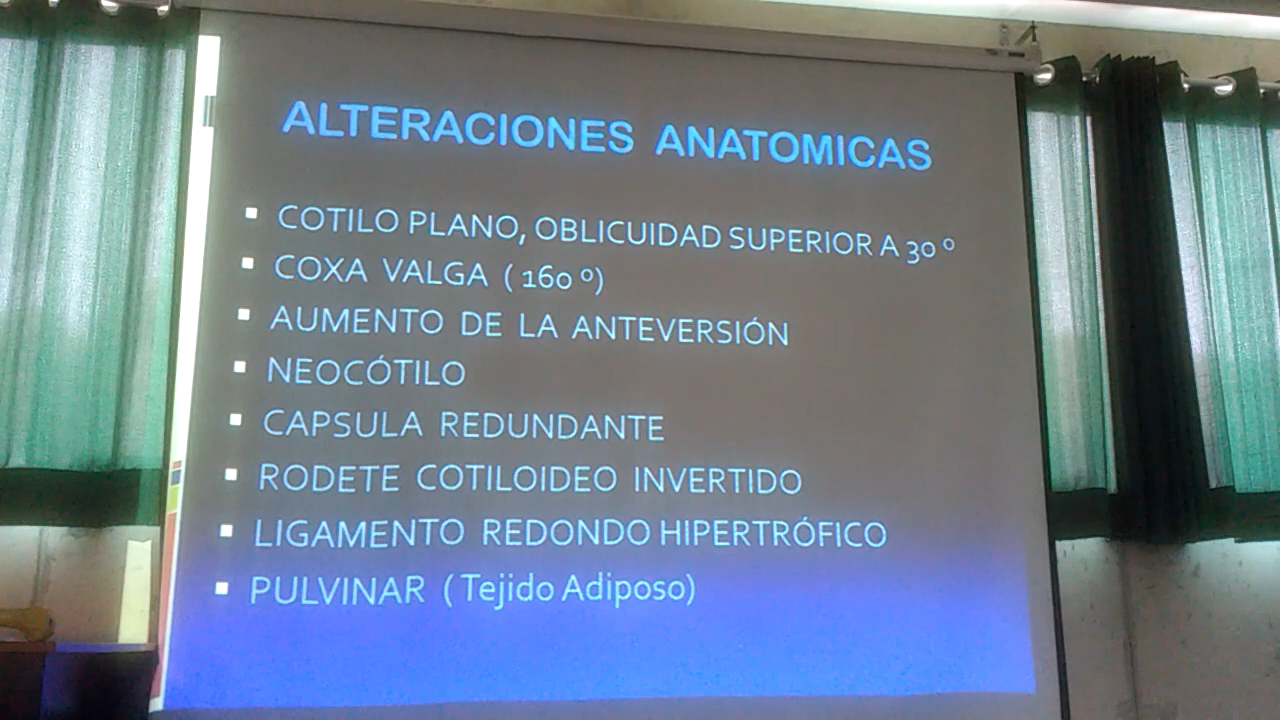 ALTERACIONES ANATOMICAS
▪ COTILO PLANO, OBLICUIDAD SUPERIOR A 30 º
▪ COXA VALGA ( 160 º)
▪ AUMENTO DE LA ANTEVERSIÓN
▪ NEOCÓTILO
▪ CAPSULA REDUNDANTE
▪ RODETE COTILOIDEO INVERTIDO
▪ LIGAMENTO REDONDO HIPERTRÓFICO
▪ PULVINAR ( Tejido Adiposo)